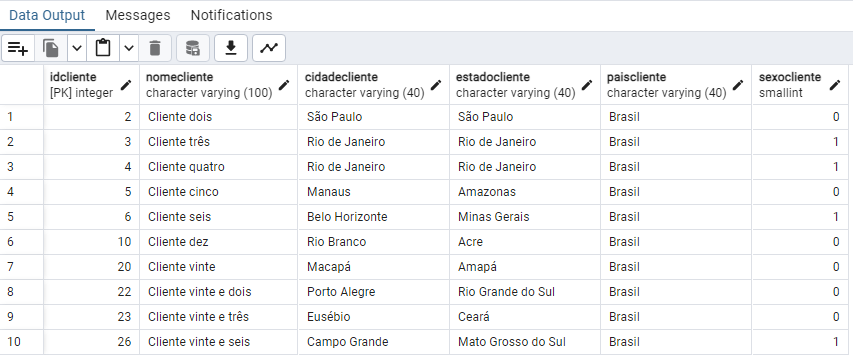 Data Output Messages Notifications
idcliente nomecliente cidadecliente estadocliente paiscliente sexocliente
[PK] integer character varying (100) character varying (40) character varying (40) character varying (40) smallint
1 2 Cliente dois São Paulo São Paulo Brasil 0
2 3 Cliente três Rio de Janeiro Rio de Janeiro Brasil 1
3 4 Cliente quatro Rio de Janeiro Rio de Janeiro Brasil 1
4 5 Cliente cinco Manaus Amazonas Brasil 0
5 6 Cliente seis Belo Horizonte Minas Gerais Brasil 1
6 10 Cliente dez Rio Branco Acre Brasil 0
7 20 Cliente vinte Macapá Amapá Brasil 0
8 22 Cliente vinte e dois Porto Alegre Rio Grande do Sul Brasil 0
9 23 Cliente vinte e três Eusébio Ceará Brasil 0
10 26 Cliente vinte e seis Campo Grande Mato Grosso do Sul Brasil 1